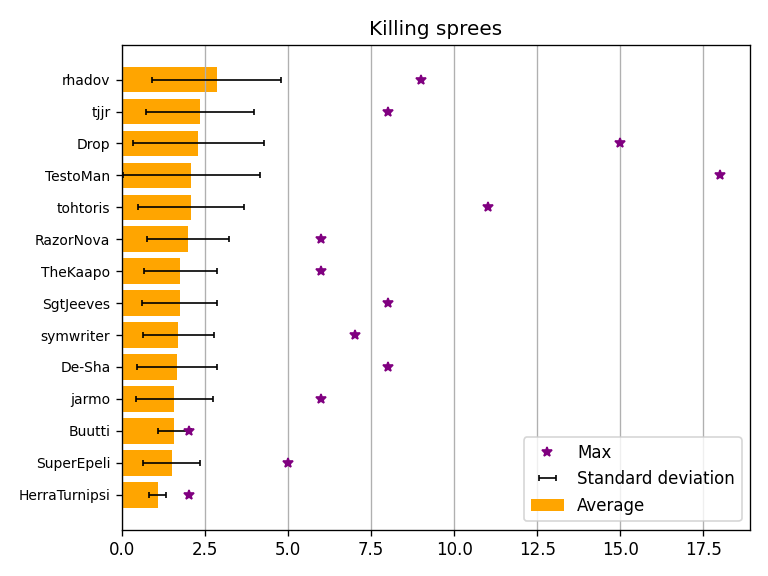 Killing sprees
rhadov
tjjr
Drop
TestoMan
tohtoris
RazorNova
TheKaapo
SgtJeeves
symwriter
De-Sha
jarmo
Buutti
SuperEpeli
HerraTurnipsi
Max
Standard deviation
Average
0.0 2.5 5.0 7.5 10.0 12.5 15.0 17.5